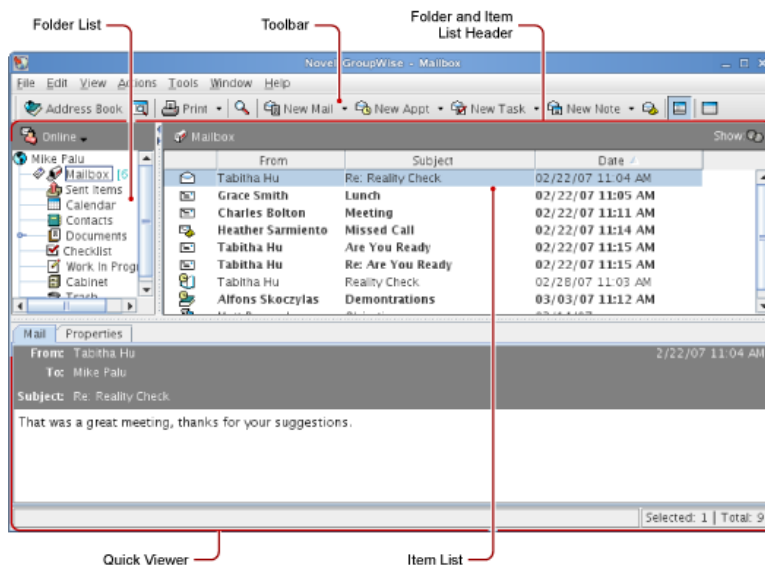 Folder List
Toolbar
Folder and Item
List Header
Novell GroupWise - Mailbox
File Edit View Actions Tools Window Help
Address Book Print New Mail New Appt New Task New Note
Online Mailbox Show
Mike Palu From Subject Date
Mailbox [6 Tabitha Hu Re: Reality Check 02/22/07 11:04 AM
Sent Items Grace Smith Lunch 02/22/07 11:05 AM
Calendar Charles Bolton Meeting 02/22/07 11:11 AM
Contacts Heather Sarmiento Missed Call 02/22/07 11:14 AM
Documents Tabitha Hu Are You Ready 02/22/07 11:15 AM
Checklist Tabitha Hu Re: Are You Ready 02/22/07 11:15 AM
Work In Progr Tabitha Hu Reality Check 02/28/07 11:03 AM
Cabinet Alfons Skoczylas Demontrations 03/03/07 11:12 AM
Trash
Mail Properties
From: Tabitha Hu 2/22/07 11:04 AM
To: Mike Palu
Subject: Re: Reality Check
That was a great meeting, thanks for your suggestions.
Selected: 1 Total: 9
Quick Viewer
Item List